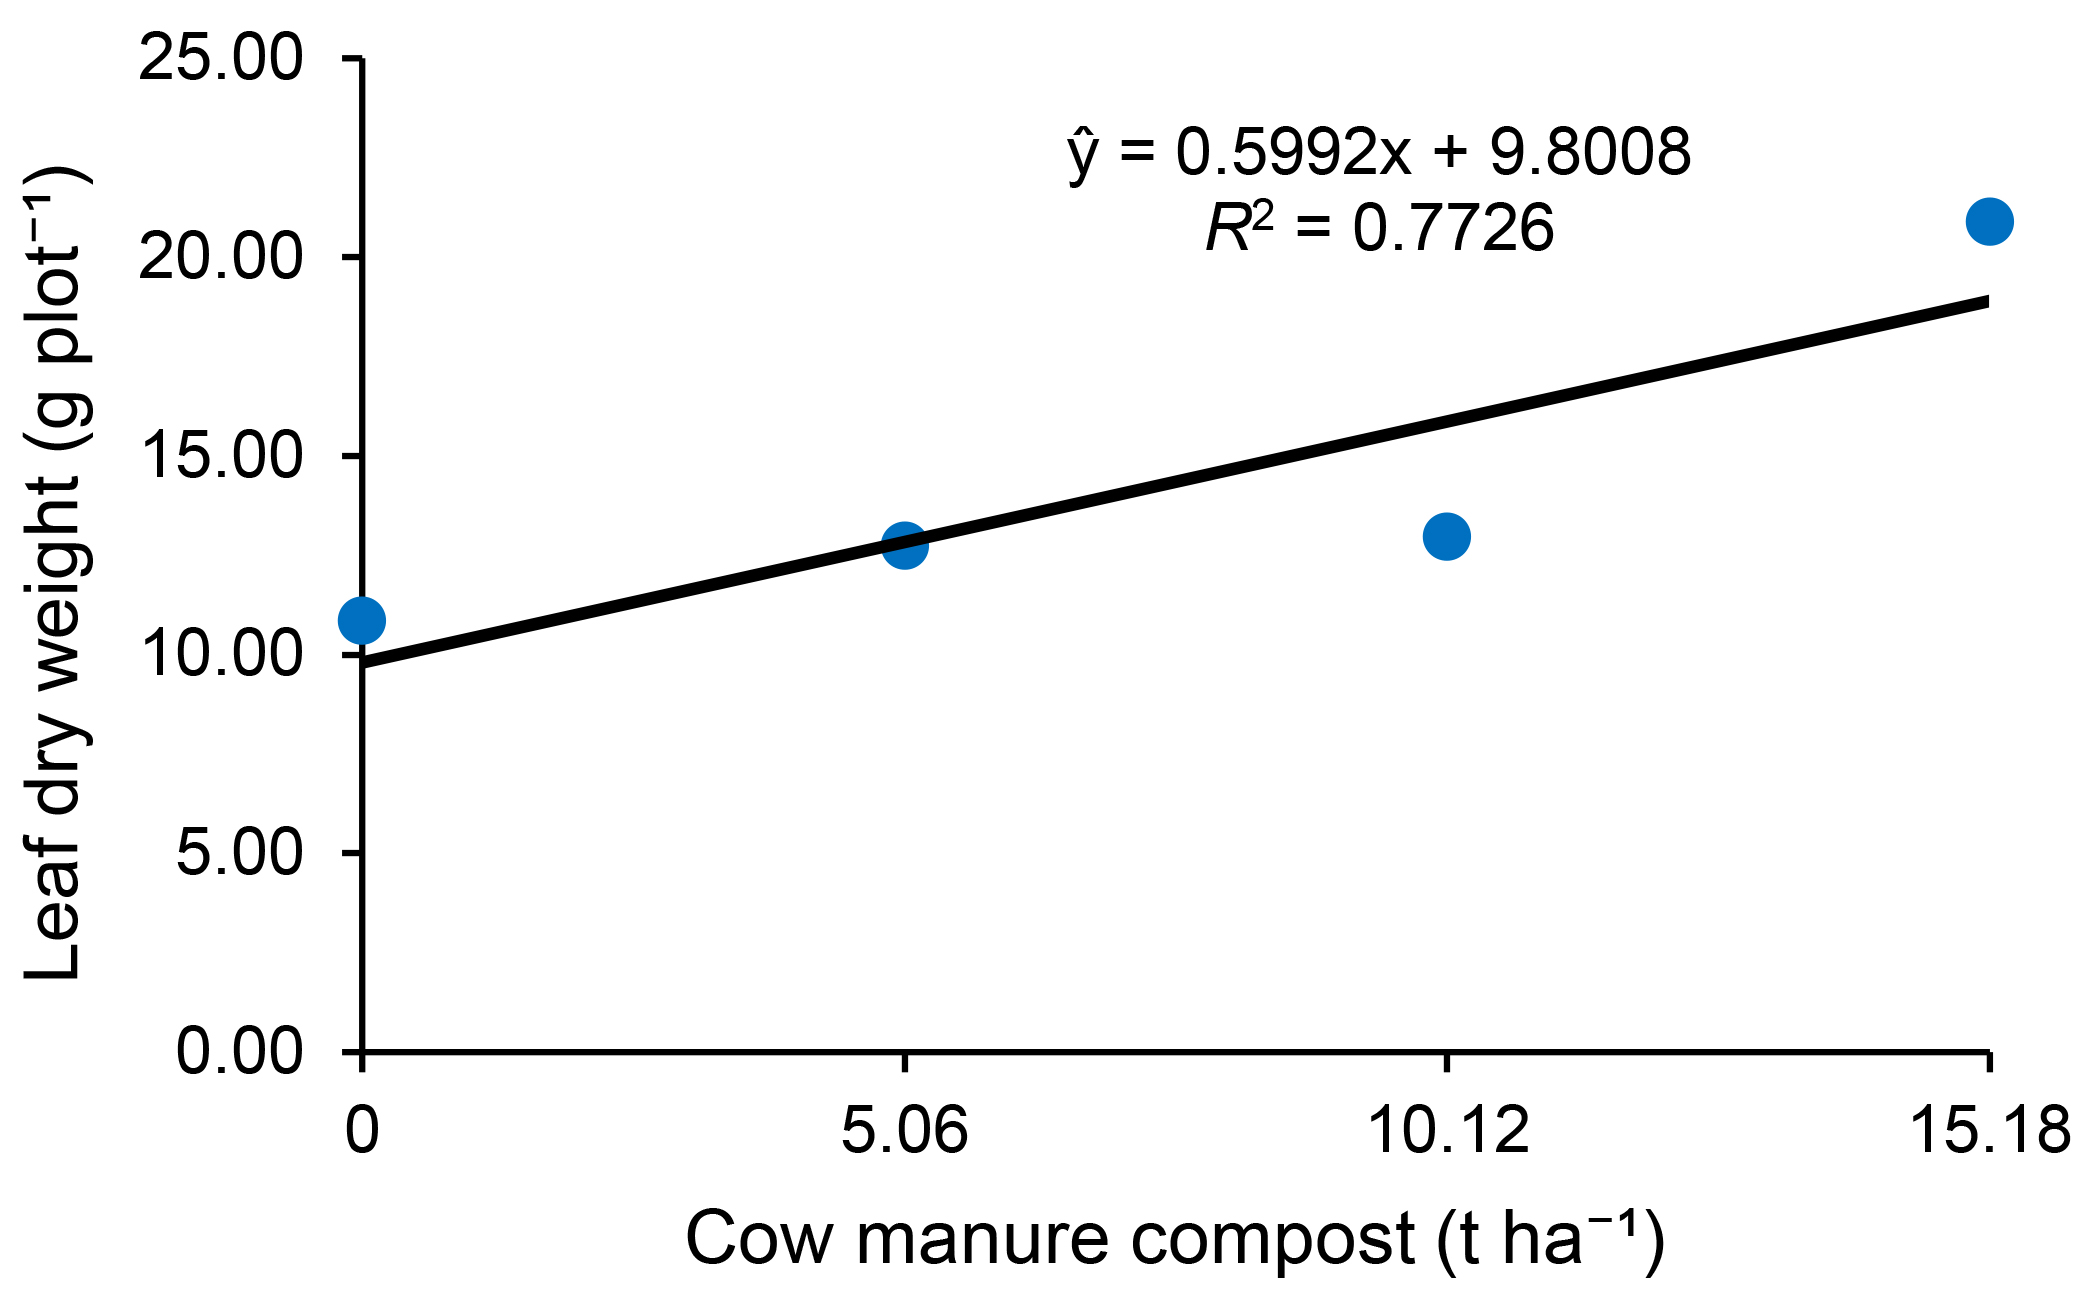 25.00
20.00
15.00
10.00
5.00
0.00
Leaf dry weight (g plot⁻¹)
ŷ = 0.5992x + 9.8008
R² = 0.7726
0 5.06 10.12 15.18
Cow manure compost (t ha⁻¹)